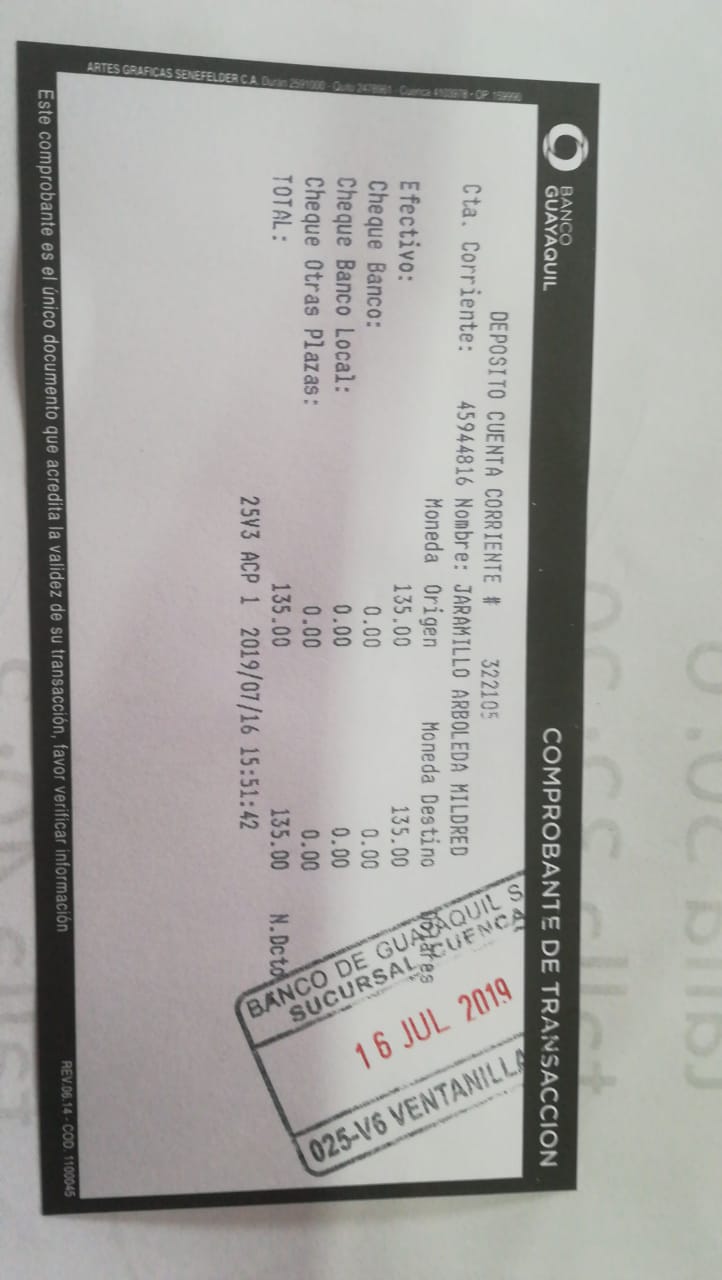 BANCO
GUAYAQUIL
COMPROBANTE DE TRANSACCION
DEPOSITO CUENTA CORRIENTE # 322105
Cta. Corriente: 45944816 Nombre: JARAMILLO ARBOLEDA MILDRED
Moneda Origen Moneda Destino Dolares
Efectivo: 135.00 135.00
Cheque Banco: 0.00 0.00
Cheque Banco Local: 0.00 0.00
Cheque Otras Plazas: 0.00 0.00
TOTAL: 135.00 135.00 N.Dcto
25V3 ACP 1 2019/07/16 15:51:42
BANCO DE GUAYAQUIL S
SUCURSAL CUENCA
16 JUL 2019
025-V6 VENTANILLA
ARTES GRAFICAS SENEFELDER C.A. Durán 2591000 - Quito 2478961 - Cuenca 4103978 - OP. 159990
Este comprobante es el único documento que acredita la validez de su transacción, favor verificar información
REV.06.14 - COD. 1100045